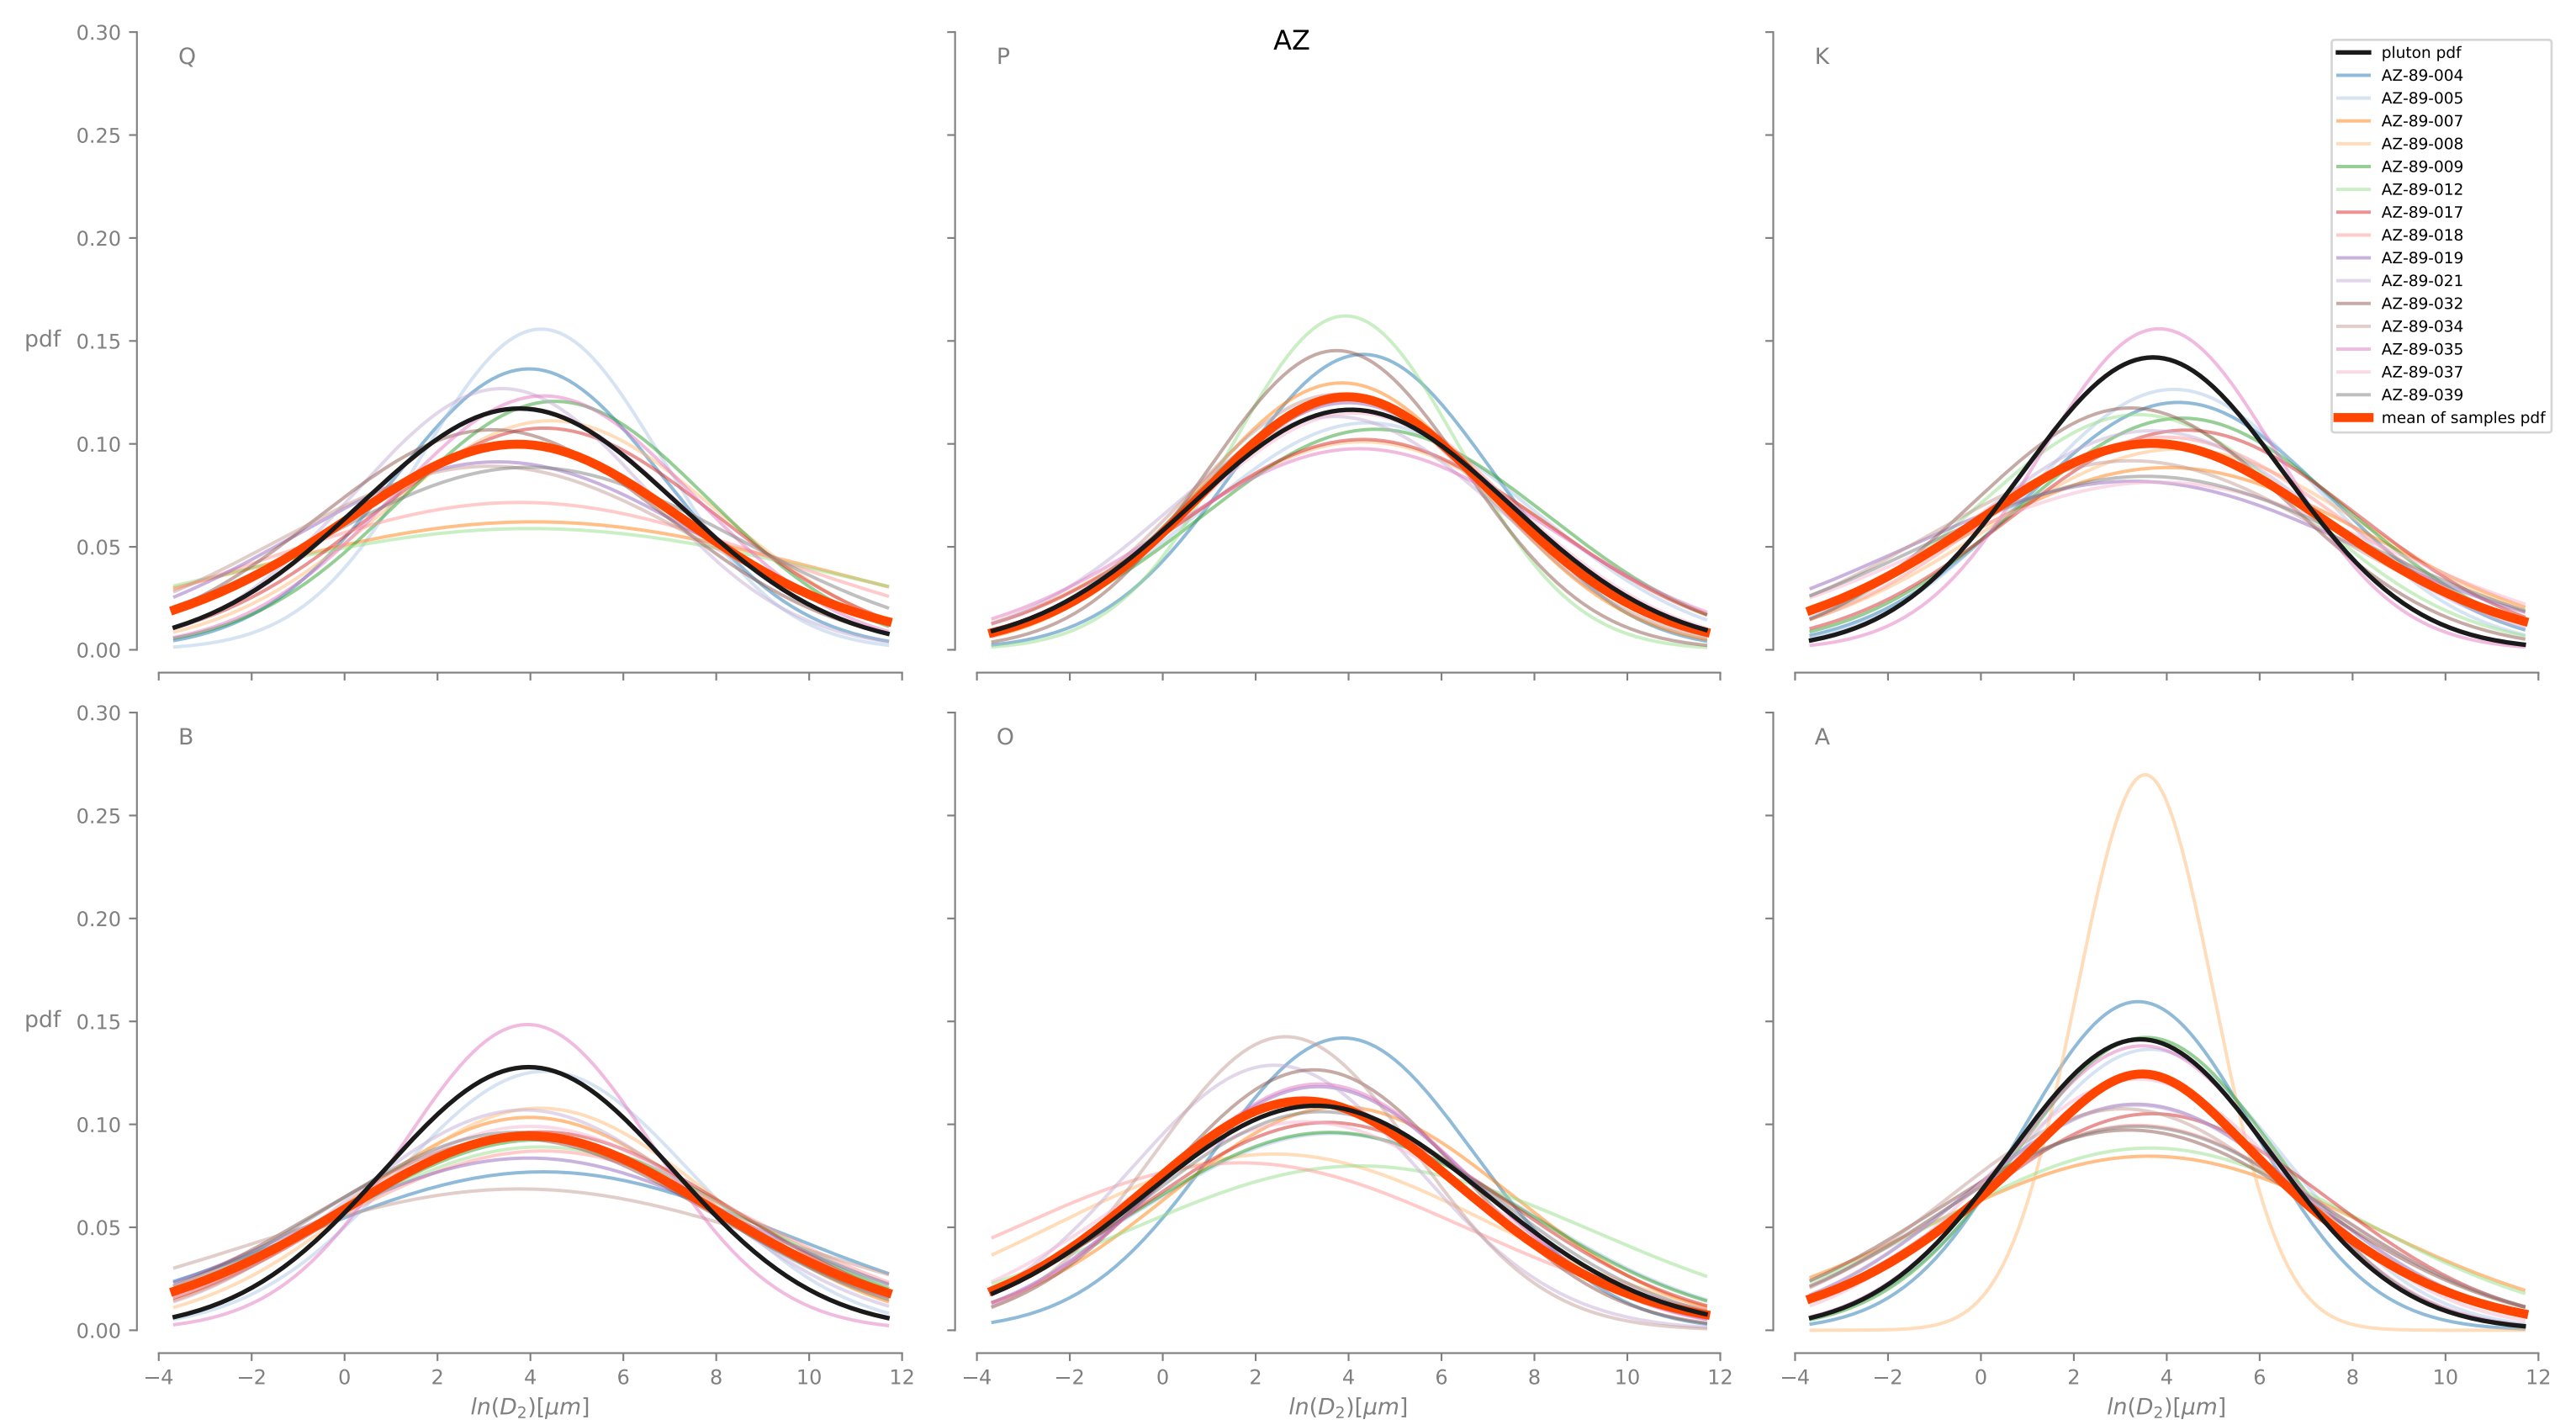 AZ
Q
P
K
0.30
0.25
0.20
0.15
0.10
0.05
0.00
pdf
pluton pdf
AZ-89-004
AZ-89-005
AZ-89-007
AZ-89-008
AZ-89-009
AZ-89-012
AZ-89-017
AZ-89-018
AZ-89-019
AZ-89-021
AZ-89-032
AZ-89-034
AZ-89-035
AZ-89-037
AZ-89-039
mean of samples pdf
B
O
A
0.30
0.25
0.20
0.15
0.10
0.05
0.00
pdf
−4 −2 0 2 4 6 8 10 12
−4 −2 0 2 4 6 8 10 12
−4 −2 0 2 4 6 8 10 12
ln(D₂)[μm]
ln(D₂)[μm]
ln(D₂)[μm]